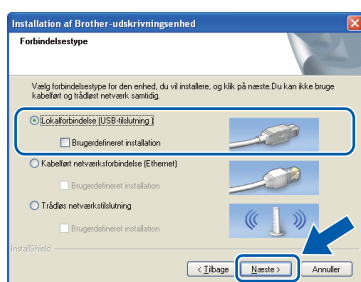 Installation af Brother-udskrivningsenhed
Forbindelsestype
Vælg forbindelsestype for den enhed, du vil installere, og klik på næste.Du kan ikke bruge
kabelført og trådløst netværk samtidig.
Lokalforbindelse (USB-tilslutning)
Brugerdefineret installation
Kabelført netværksforbindelse (Ethernet)
Brugerdefineret installation
Trådløs netværkstilslutning
Brugerdefineret installation
InstallShield
< Tilbage
Næste >
Annuller